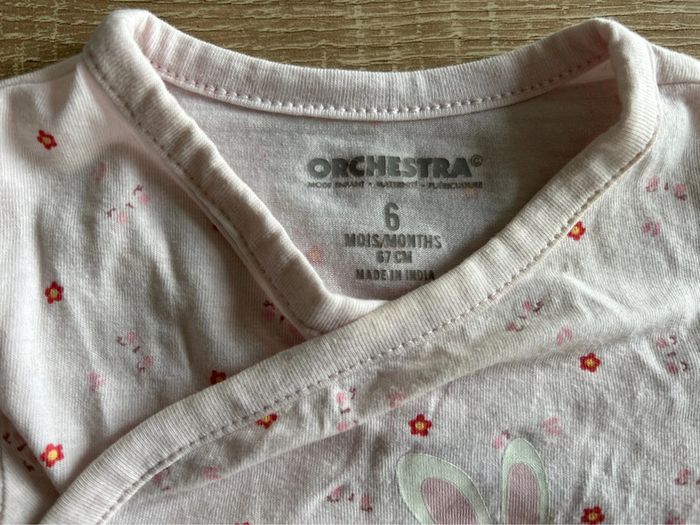 ORCHESTRA©
MODE ENFANT • MATERNITÉ • PUÉRICULTURE
6
MOIS/MONTHS
67 CM
MADE IN INDIA